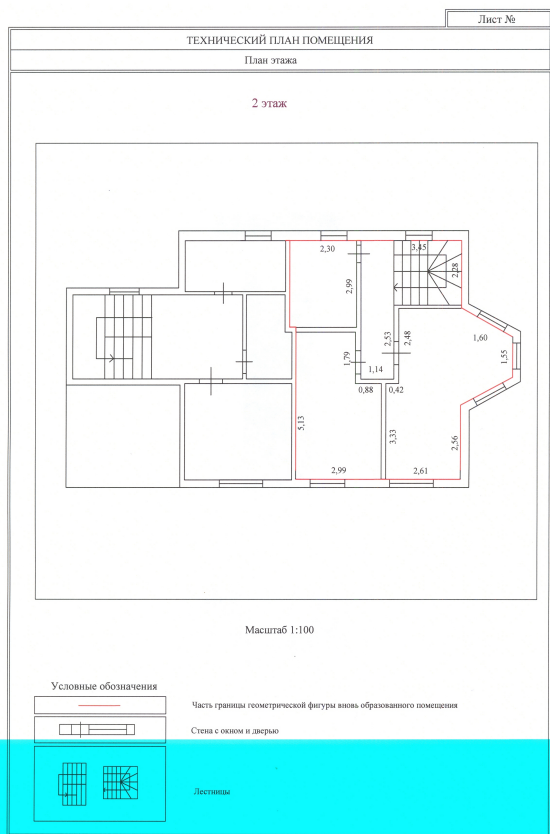 Лист №
ТЕХНИЧЕСКИЙ ПЛАН ПОМЕЩЕНИЯ
План этажа
2 этаж
2,30
3,45
2,28
2,99
2,53
2,48
1,60
1,55
1,79
1,14
0,88
0,42
5,13
3,33
2,56
2,99
2,61
Масштаб 1:100
Условные обозначения
Часть границы геометрической фигуры вновь образованного помещения
Стена с окном и дверью
Лестницы